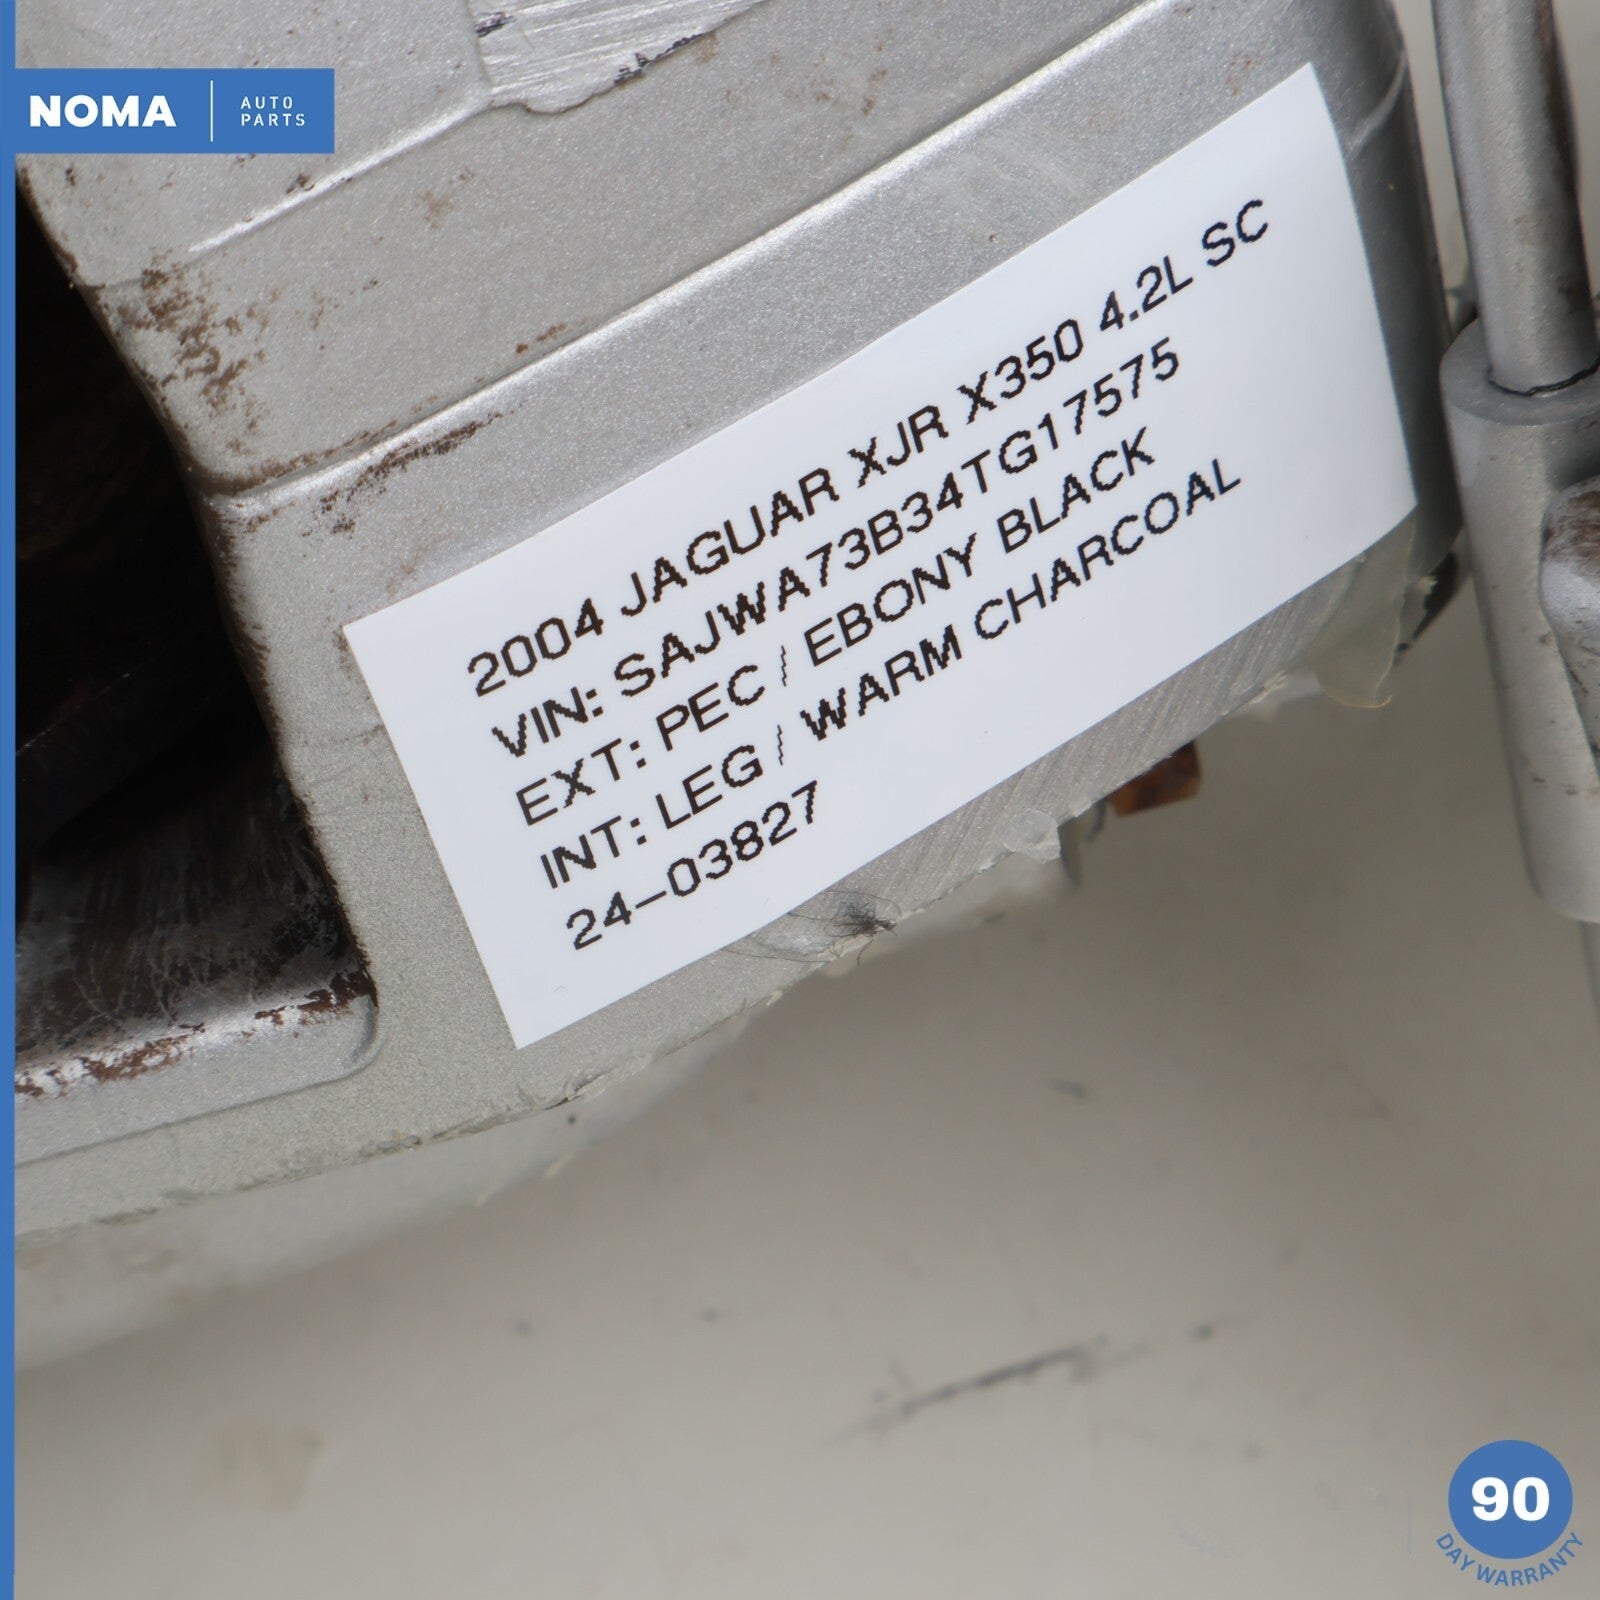 NOMA
AUTO
PARTS
2004 JAGUAR XJR X350 4.2L SC
VIN: SAJWA73B34TG17575
EXT: PEC / EBONY BLACK
INT: LEG / WARM CHARCOAL
24-03827
90
DAY WARRANTY